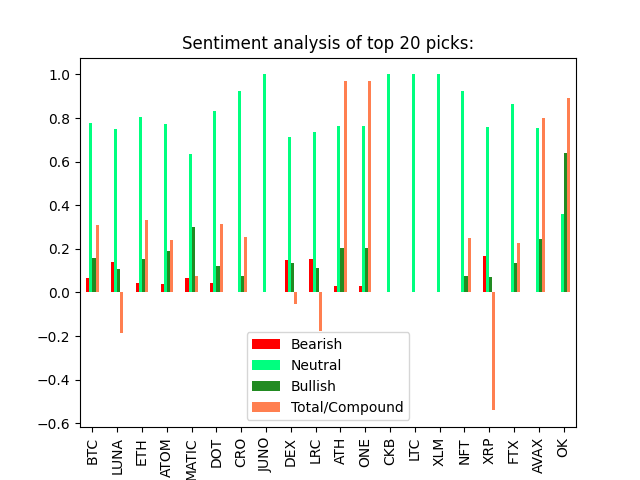 Sentiment analysis of top 20 picks:
1.0
0.8
0.6
0.4
0.2
0.0
−0.2
−0.4
−0.6
Bearish
Neutral
Bullish
Total/Compound
BTC
LUNA
ETH
ATOM
MATIC
DOT
CRO
JUNO
DEX
LRC
ATH
ONE
CKB
LTC
XLM
NFT
XRP
FTX
AVAX
OK